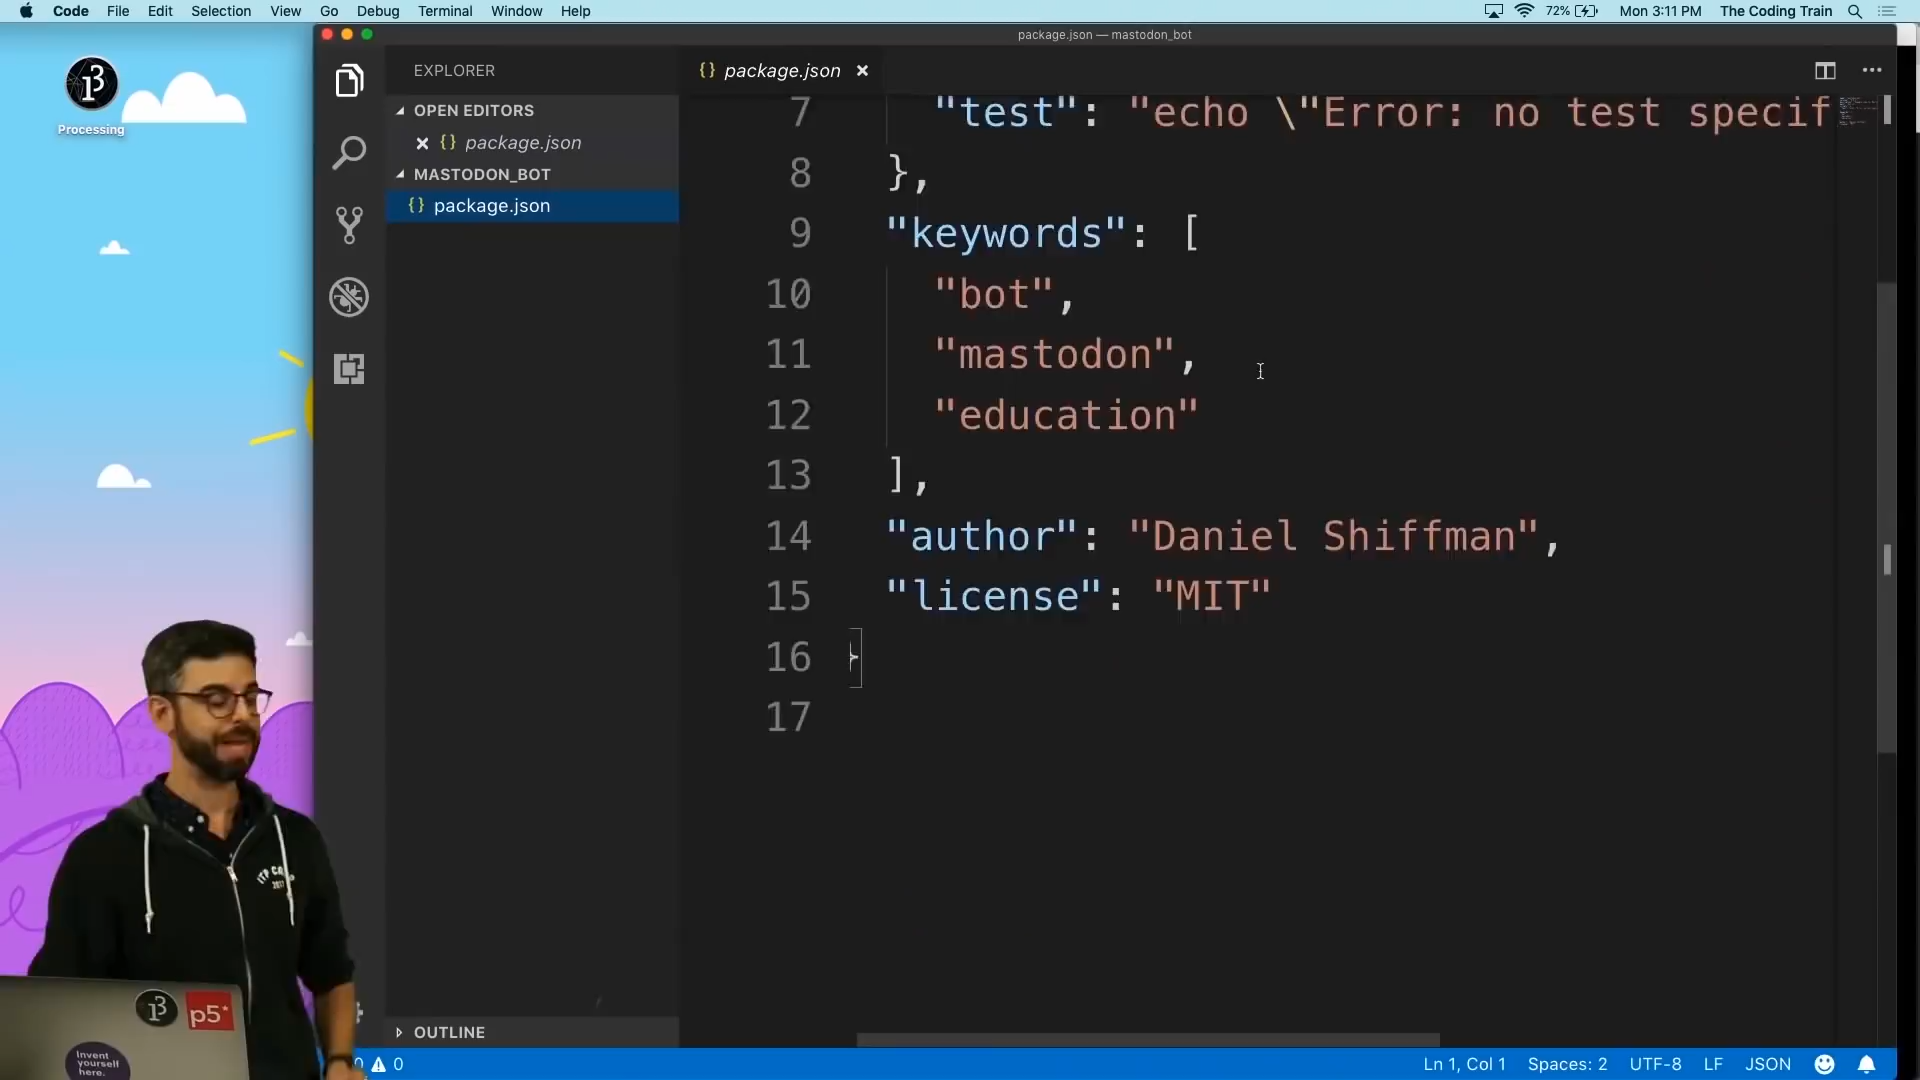 Code File Edit Selection View Go Debug Terminal Window Help 72% Mon 3:11 PM The Coding Train
package.json — mastodon_bot
Processing
EXPLORER
OPEN EDITORS
{} package.json
MASTODON_BOT
{} package.json
OUTLINE
{} package.json
7 "test": "echo \"Error: no test specif
8 },
9 "keywords": [
10 "bot",
11 "mastodon",
12 "education"
13 ],
14 "author": "Daniel Shiffman",
15 "license": "MIT"
16 }
17
p5*
Invent
yourself
here.
0 0 Ln 1, Col 1 Spaces: 2 UTF-8 LF JSON